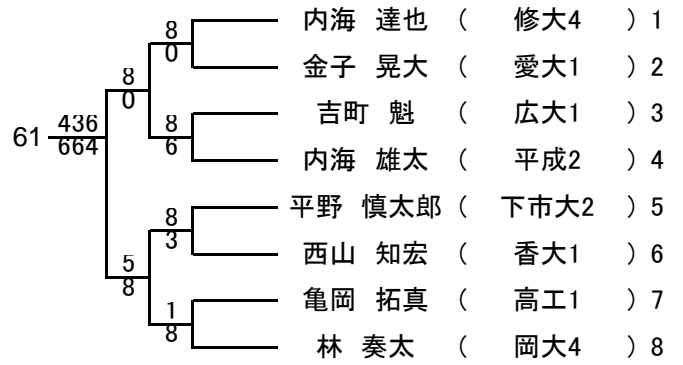 8 内海 達也 ( 修大4 ) 1
0
8 金子 晃大 ( 愛大1 ) 2
0
吉町 魁 ( 広大1 ) 3
61 436 8
664 6
内海 雄太 ( 平成2 ) 4
平野 慎太郎 ( 下市大2 ) 5
8
3
5 西山 知宏 ( 香大1 ) 6
8
亀岡 拓真 ( 高工1 ) 7
1
8
林 奏太 ( 岡大4 ) 8